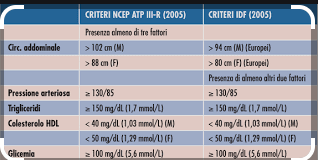 CRITERI NCEP ATP III-R (2005) CRITERI IDF (2005)
Presenza almeno di tre fattori
Circ. addominale > 102 cm (M) > 94 cm (M) (Europei)
> 88 cm (F) > 80 cm (F) (Europei)
Presenza di almeno altri due fattori
Pressione arteriosa ≥ 130/85 ≥ 130/85
Trigliceridi ≥ 150 mg/dL (1,7 mmol/L) ≥ 150 mg/dL (1,7 mmol/L)
Colesterolo HDL < 40 mg/dL (1,03 mmol/L) (M) < 40 mg/dL (1,03 mmol/L) (M)
< 50 mg/dL (1,29 mmol/L) (F) < 50 mg/dL (1,29 mmol/L) (F)
Glicemia ≥ 100 mg/dL (5,6 mmol/L) ≥ 100 mg/dL (5,6 mmol/L)